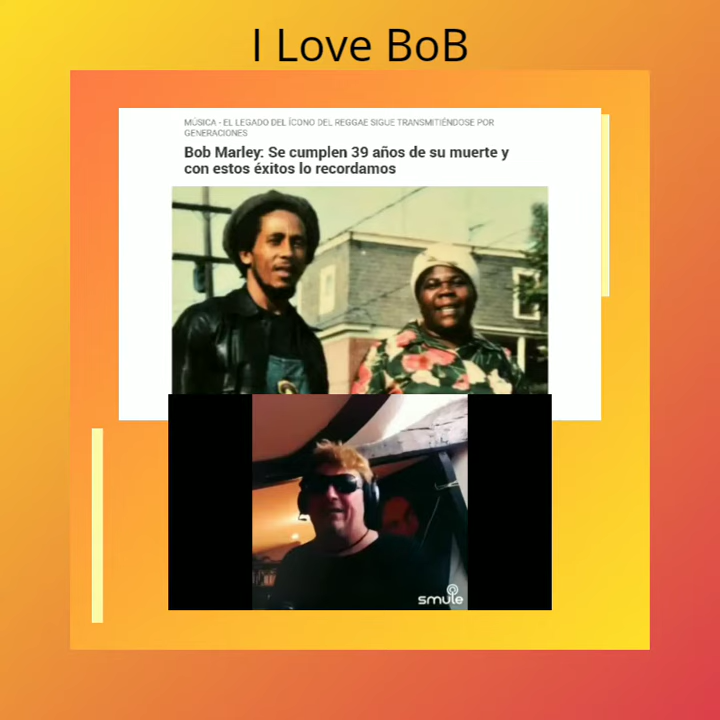 I Love BoB
MÚSICA - EL LEGADO DEL ÍCONO DEL REGGAE SIGUE TRANSMITIÉNDOSE POR
GENERACIONES
Bob Marley: Se cumplen 39 años de su muerte y
con estos éxitos lo recordamos
smule